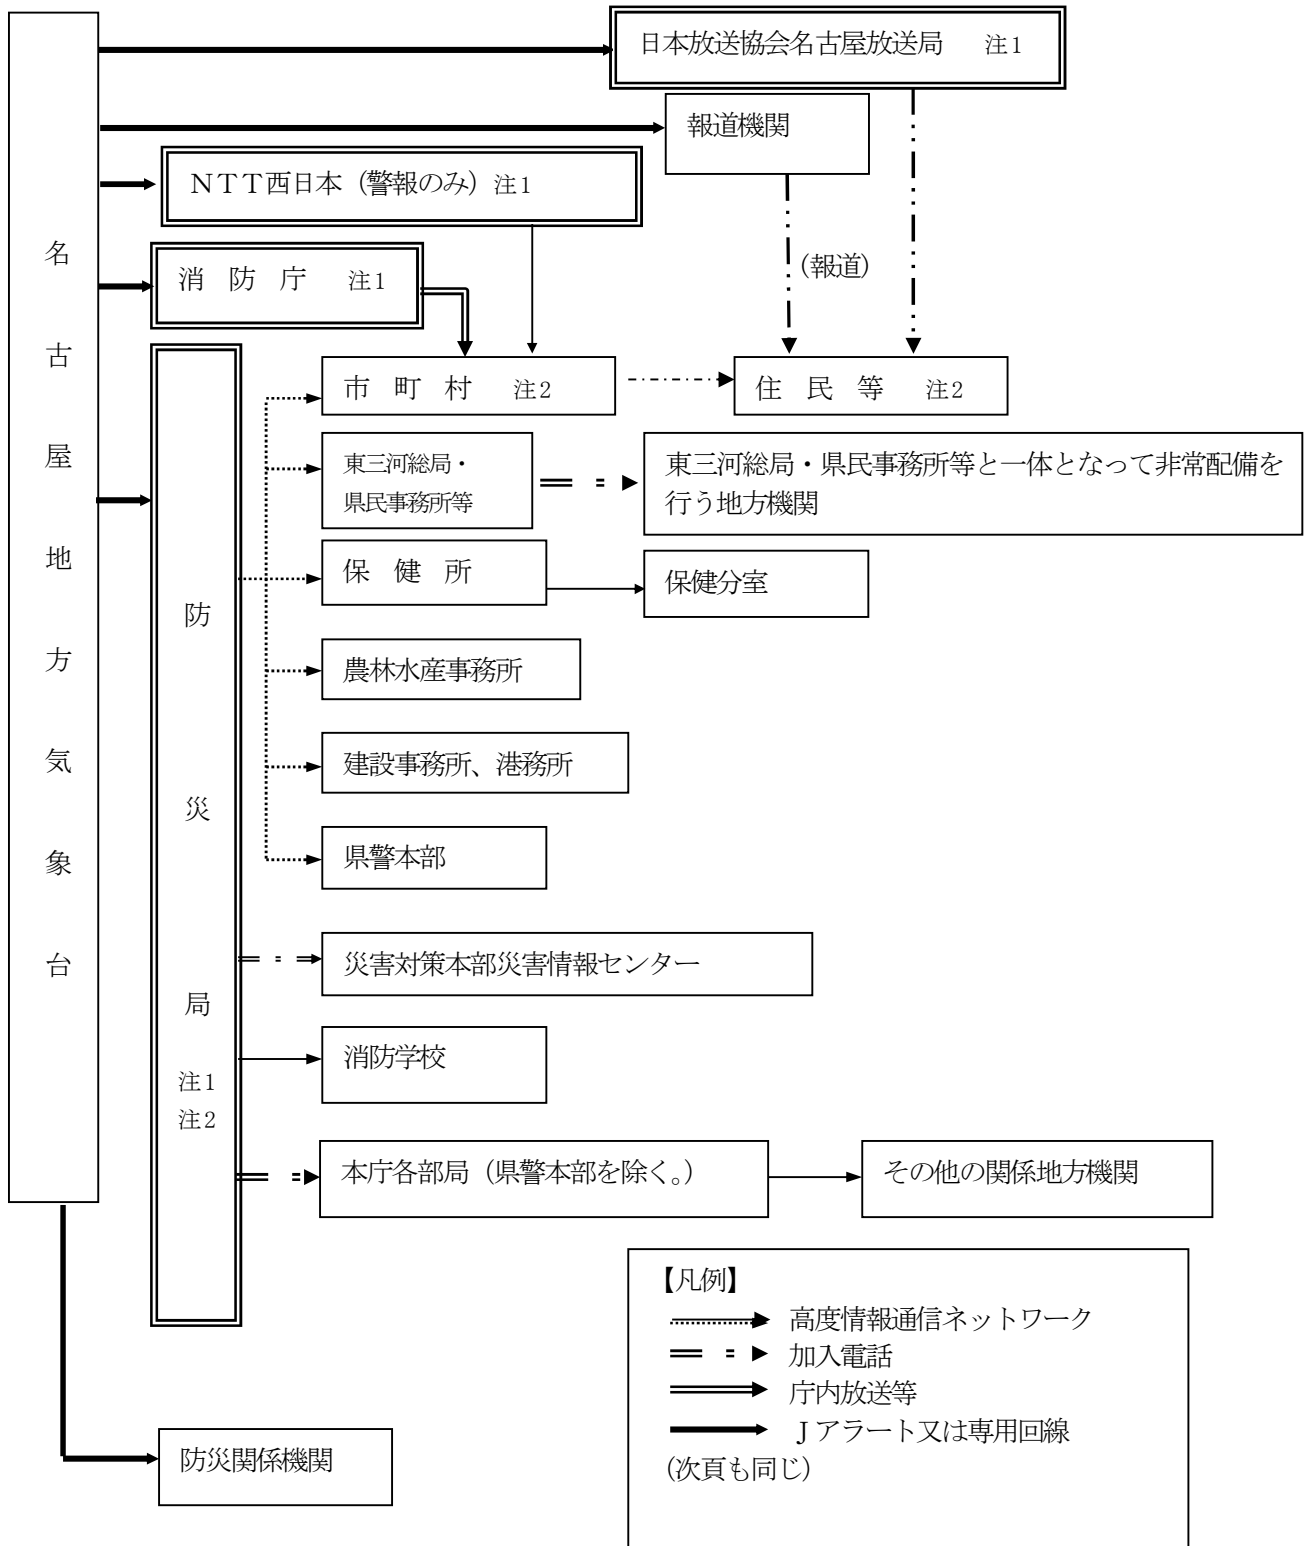 日本放送協会名古屋放送局 注1
報道機関
NTT西日本（警報のみ）注1
名古屋地方気象台
消 防 庁 注1
（報道）
市 町 村 注2
住 民 等 注2
東三河総局・
県民事務所等
東三河総局・県民事務所等と一体となって非常配備を
行う地方機関
保 健 所
保健分室
防災局
注1
注2
農林水産事務所
建設事務所、港務所
県警本部
災害対策本部災害情報センター
消防学校
本庁各部局（県警本部を除く。）
その他の関係地方機関
【凡例】
高度情報通信ネットワーク
加入電話
庁内放送等
Ｊアラート又は専用回線
（次頁も同じ）
防災関係機関